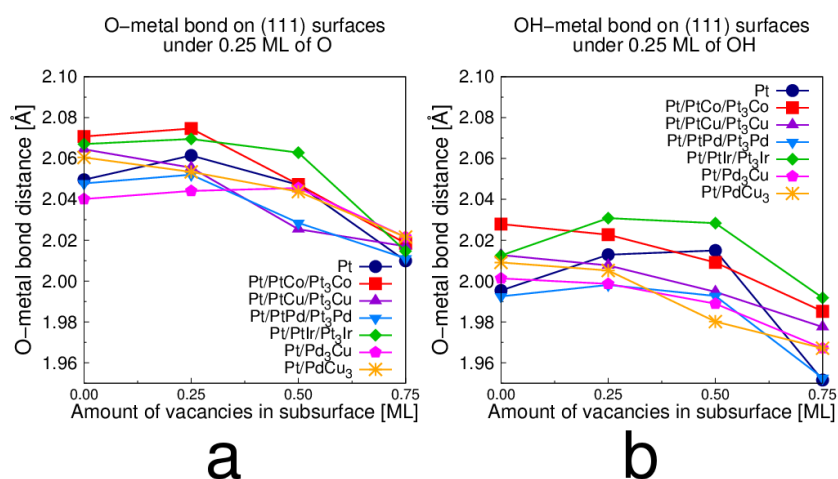 O−metal bond on (111) surfaces
under 0.25 ML of O
O−metal bond distance [Å]
2.10
2.08
2.06
2.04
2.02
2.00
1.98
1.96
Pt
Pt/PtCo/Pt₃Co
Pt/PtCu/Pt₃Cu
Pt/PtPd/Pt₃Pd
Pt/PtIr/Pt₃Ir
Pt/Pd₃Cu
Pt/PdCu₃
0.00 0.25 0.50 0.75
Amount of vacancies in subsurface [ML]
a
OH−metal bond on (111) surfaces
under 0.25 ML of OH
O−metal bond distance [Å]
2.10
2.08
2.06
2.04
2.02
2.00
1.98
1.96
Pt
Pt/PtCo/Pt₃Co
Pt/PtCu/Pt₃Cu
Pt/PtPd/Pt₃Pd
Pt/PtIr/Pt₃Ir
Pt/Pd₃Cu
Pt/PdCu₃
0.00 0.25 0.50 0.75
Amount of vacancies in subsurface [ML]
b